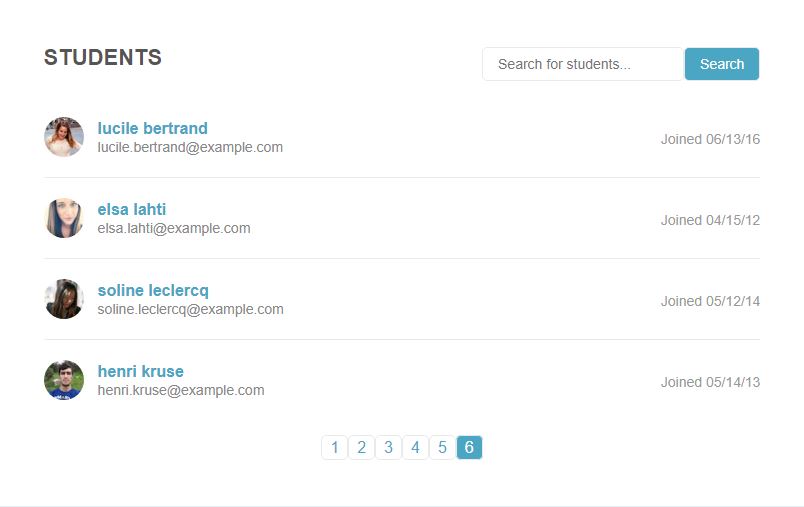 STUDENTS
Search for students... Search
lucile bertrand
lucile.bertrand@example.com
Joined 06/13/16
elsa lahti
elsa.lahti@example.com
Joined 04/15/12
soline leclercq
soline.leclercq@example.com
Joined 05/12/14
henri kruse
henri.kruse@example.com
Joined 05/14/13
1 2 3 4 5 6